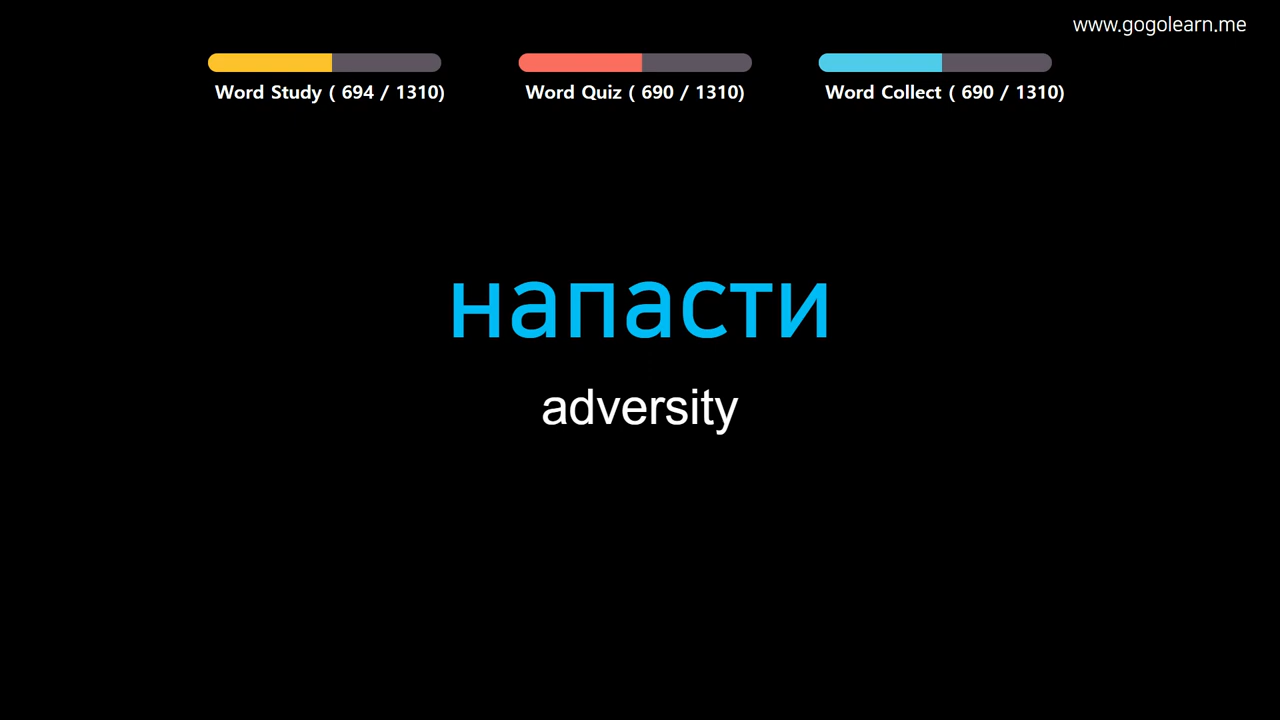 www.gogolearn.me
Word Study ( 694 / 1310)
Word Quiz ( 690 / 1310)
Word Collect ( 690 / 1310)
напасти
adversity